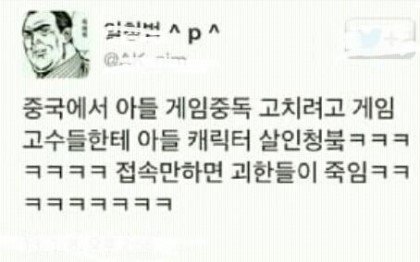 ^ p ^
중국에서 아들 게임중독 고치려고 게임
고수들한테 아들 캐릭터 살인청붘ㅋㅋㅋ
ㅋㅋㅋㅋ 접속만하면 괴한들이 죽임ㅋㅋ
ㅋㅋㅋㅋㅋㅋㅋ